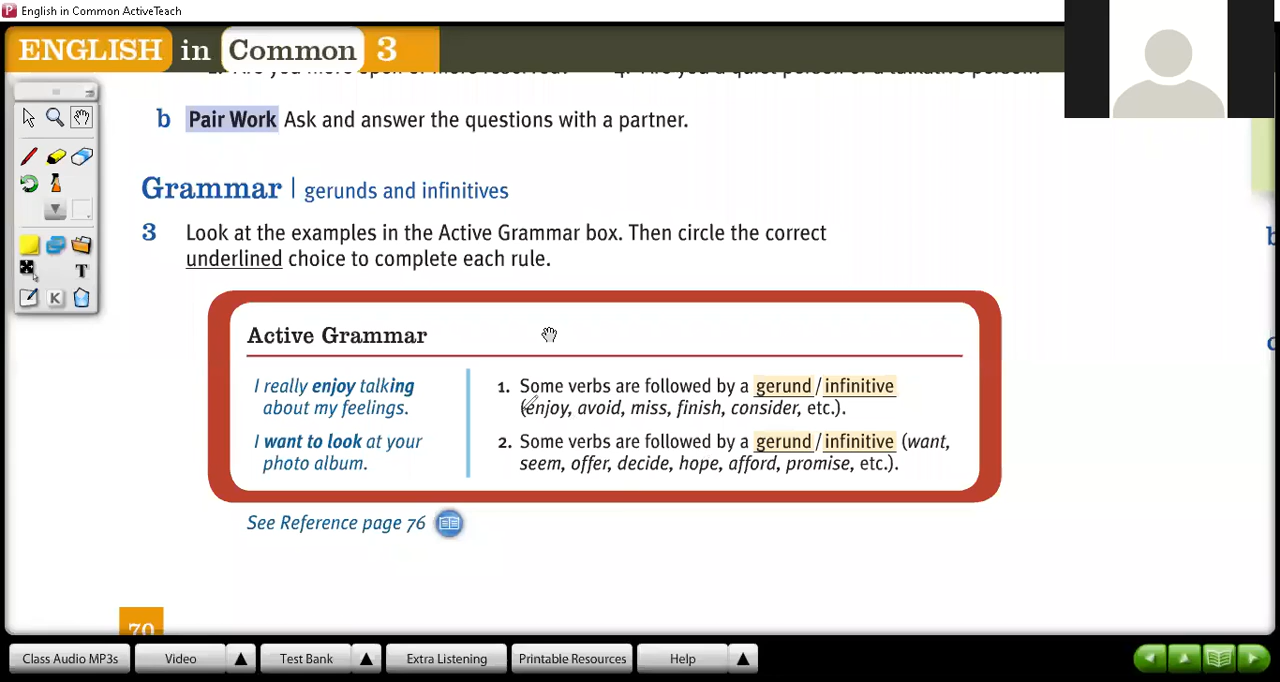 English in Common ActiveTeach
ENGLISH in Common 3
b Pair Work Ask and answer the questions with a partner.
Grammar | gerunds and infinitives
3 Look at the examples in the Active Grammar box. Then circle the correct
underlined choice to complete each rule.
Active Grammar
I really enjoy talking
about my feelings.
I want to look at your
photo album.
1. Some verbs are followed by a gerund/infinitive
(enjoy, avoid, miss, finish, consider, etc.).
2. Some verbs are followed by a gerund/infinitive (want,
seem, offer, decide, hope, afford, promise, etc.).
See Reference page 76
70
T
K
Class Audio MP3s
Video
Test Bank
Extra Listening
Printable Resources
Help